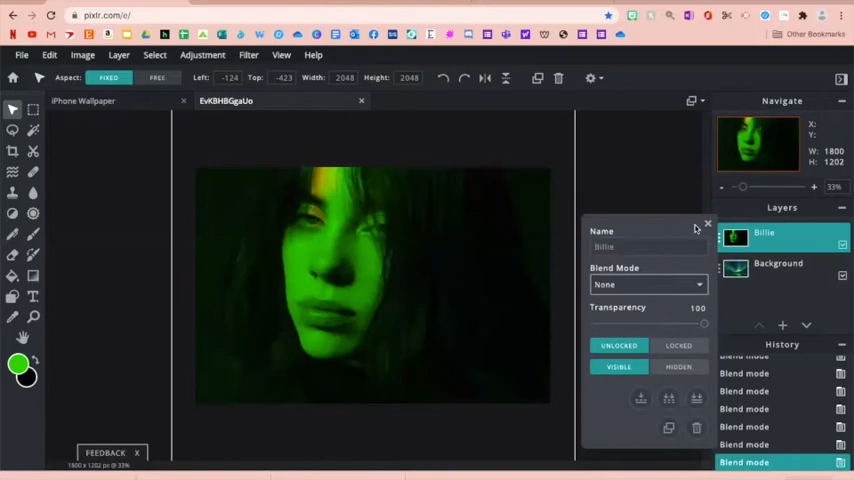 pixlr.com/e/
Other Bookmarks
File Edit Image Layer Select Adjustment Filter View Help
Aspect: FIXED FREE Left: -124 Top: -423 Width: 2048 Height: 2048
iPhone Wallpaper x EvKBHBGgaUo x
Navigate
X:
Y:
W: 1800
H: 1202
- + 33%
Layers
Billie
Background
Name
Billie
Blend Mode
None
Transparency 100
UNLOCKED LOCKED
VISIBLE HIDDEN
History
Blend mode
Blend mode
Blend mode
Blend mode
Blend mode
Blend mode
Blend mode
FEEDBACK X
1800 x 1202 px @ 33%